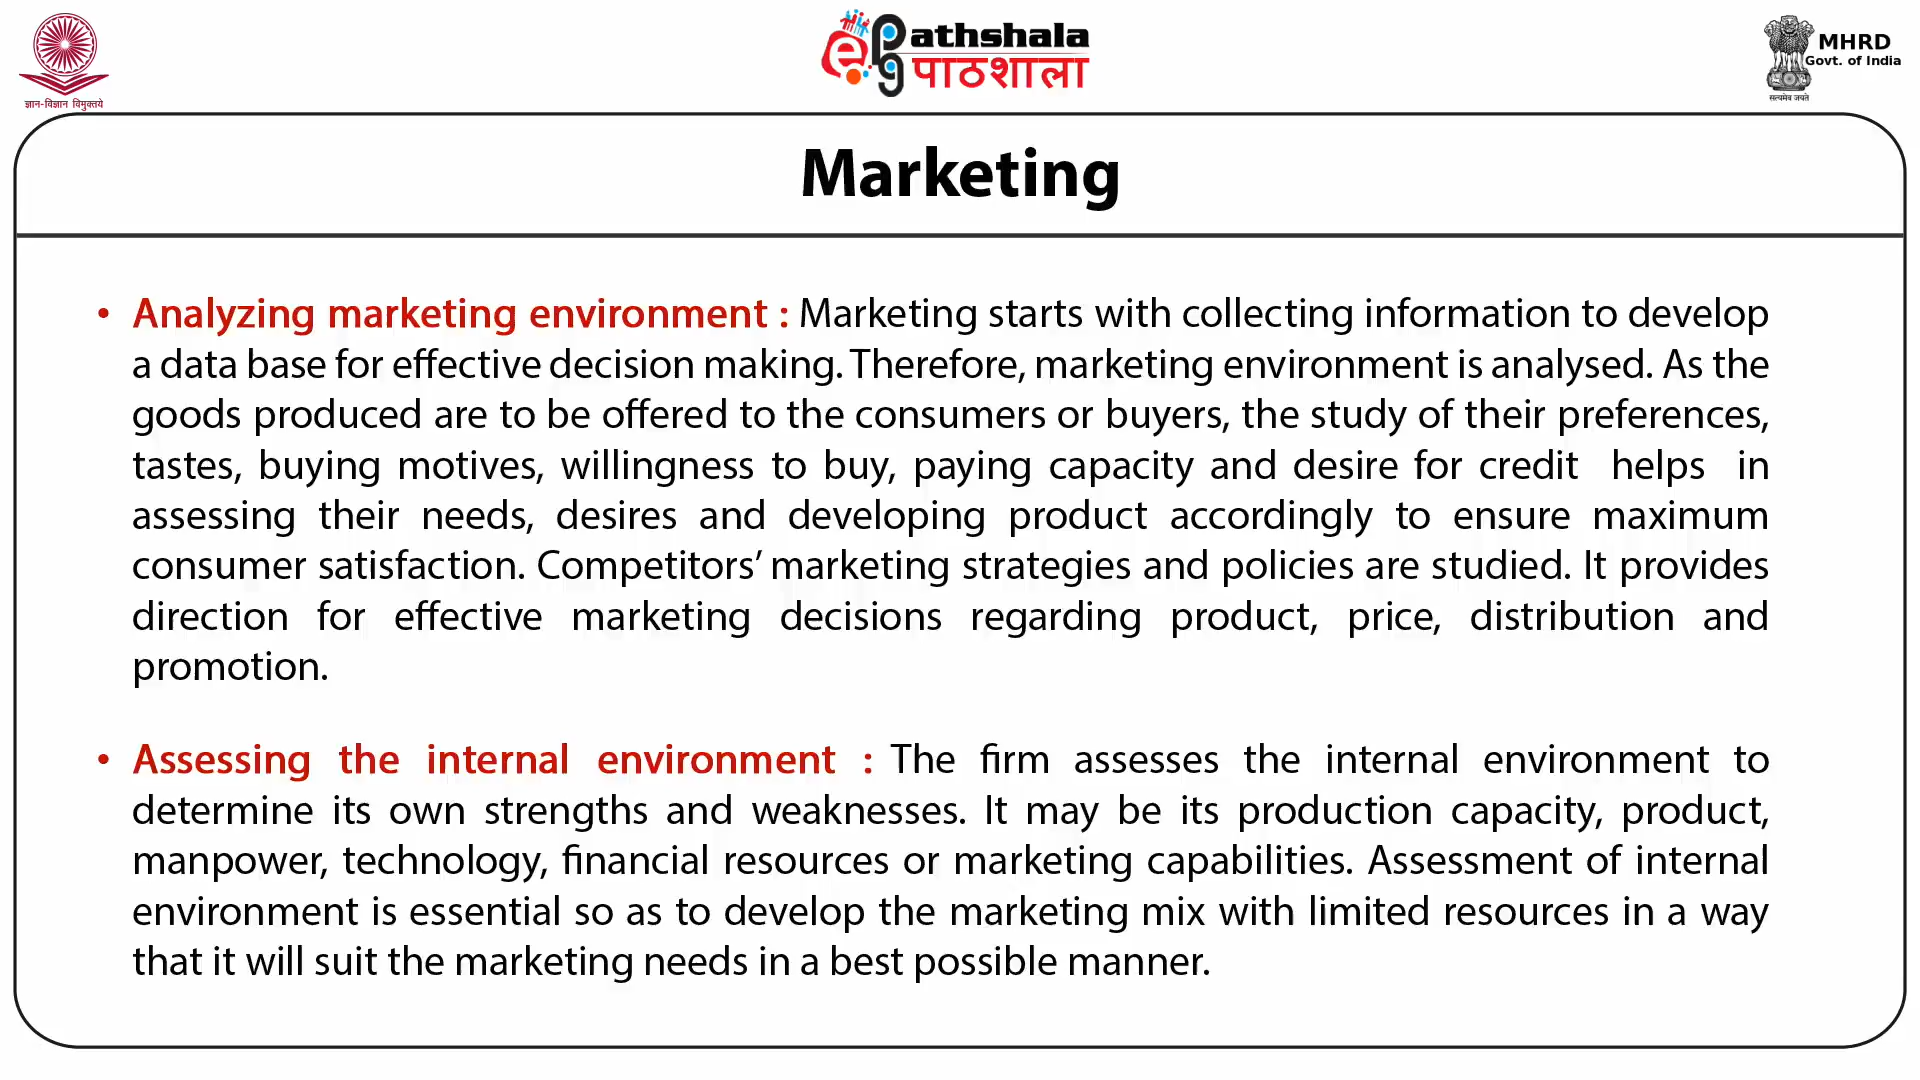 ज्ञान-विज्ञान विमुक्तये
ePathshala
पाठशाला
MHRD
Govt. of India
सत्यमेव जयते
Marketing
• Analyzing marketing environment : Marketing starts with collecting information to develop
a data base for effective decision making. Therefore, marketing environment is analysed. As the
goods produced are to be offered to the consumers or buyers, the study of their preferences,
tastes, buying motives, willingness to buy, paying capacity and desire for credit helps in
assessing their needs, desires and developing product accordingly to ensure maximum
consumer satisfaction. Competitors’ marketing strategies and policies are studied. It provides
direction for effective marketing decisions regarding product, price, distribution and
promotion.
• Assessing the internal environment : The firm assesses the internal environment to
determine its own strengths and weaknesses. It may be its production capacity, product,
manpower, technology, financial resources or marketing capabilities. Assessment of internal
environment is essential so as to develop the marketing mix with limited resources in a way
that it will suit the marketing needs in a best possible manner.